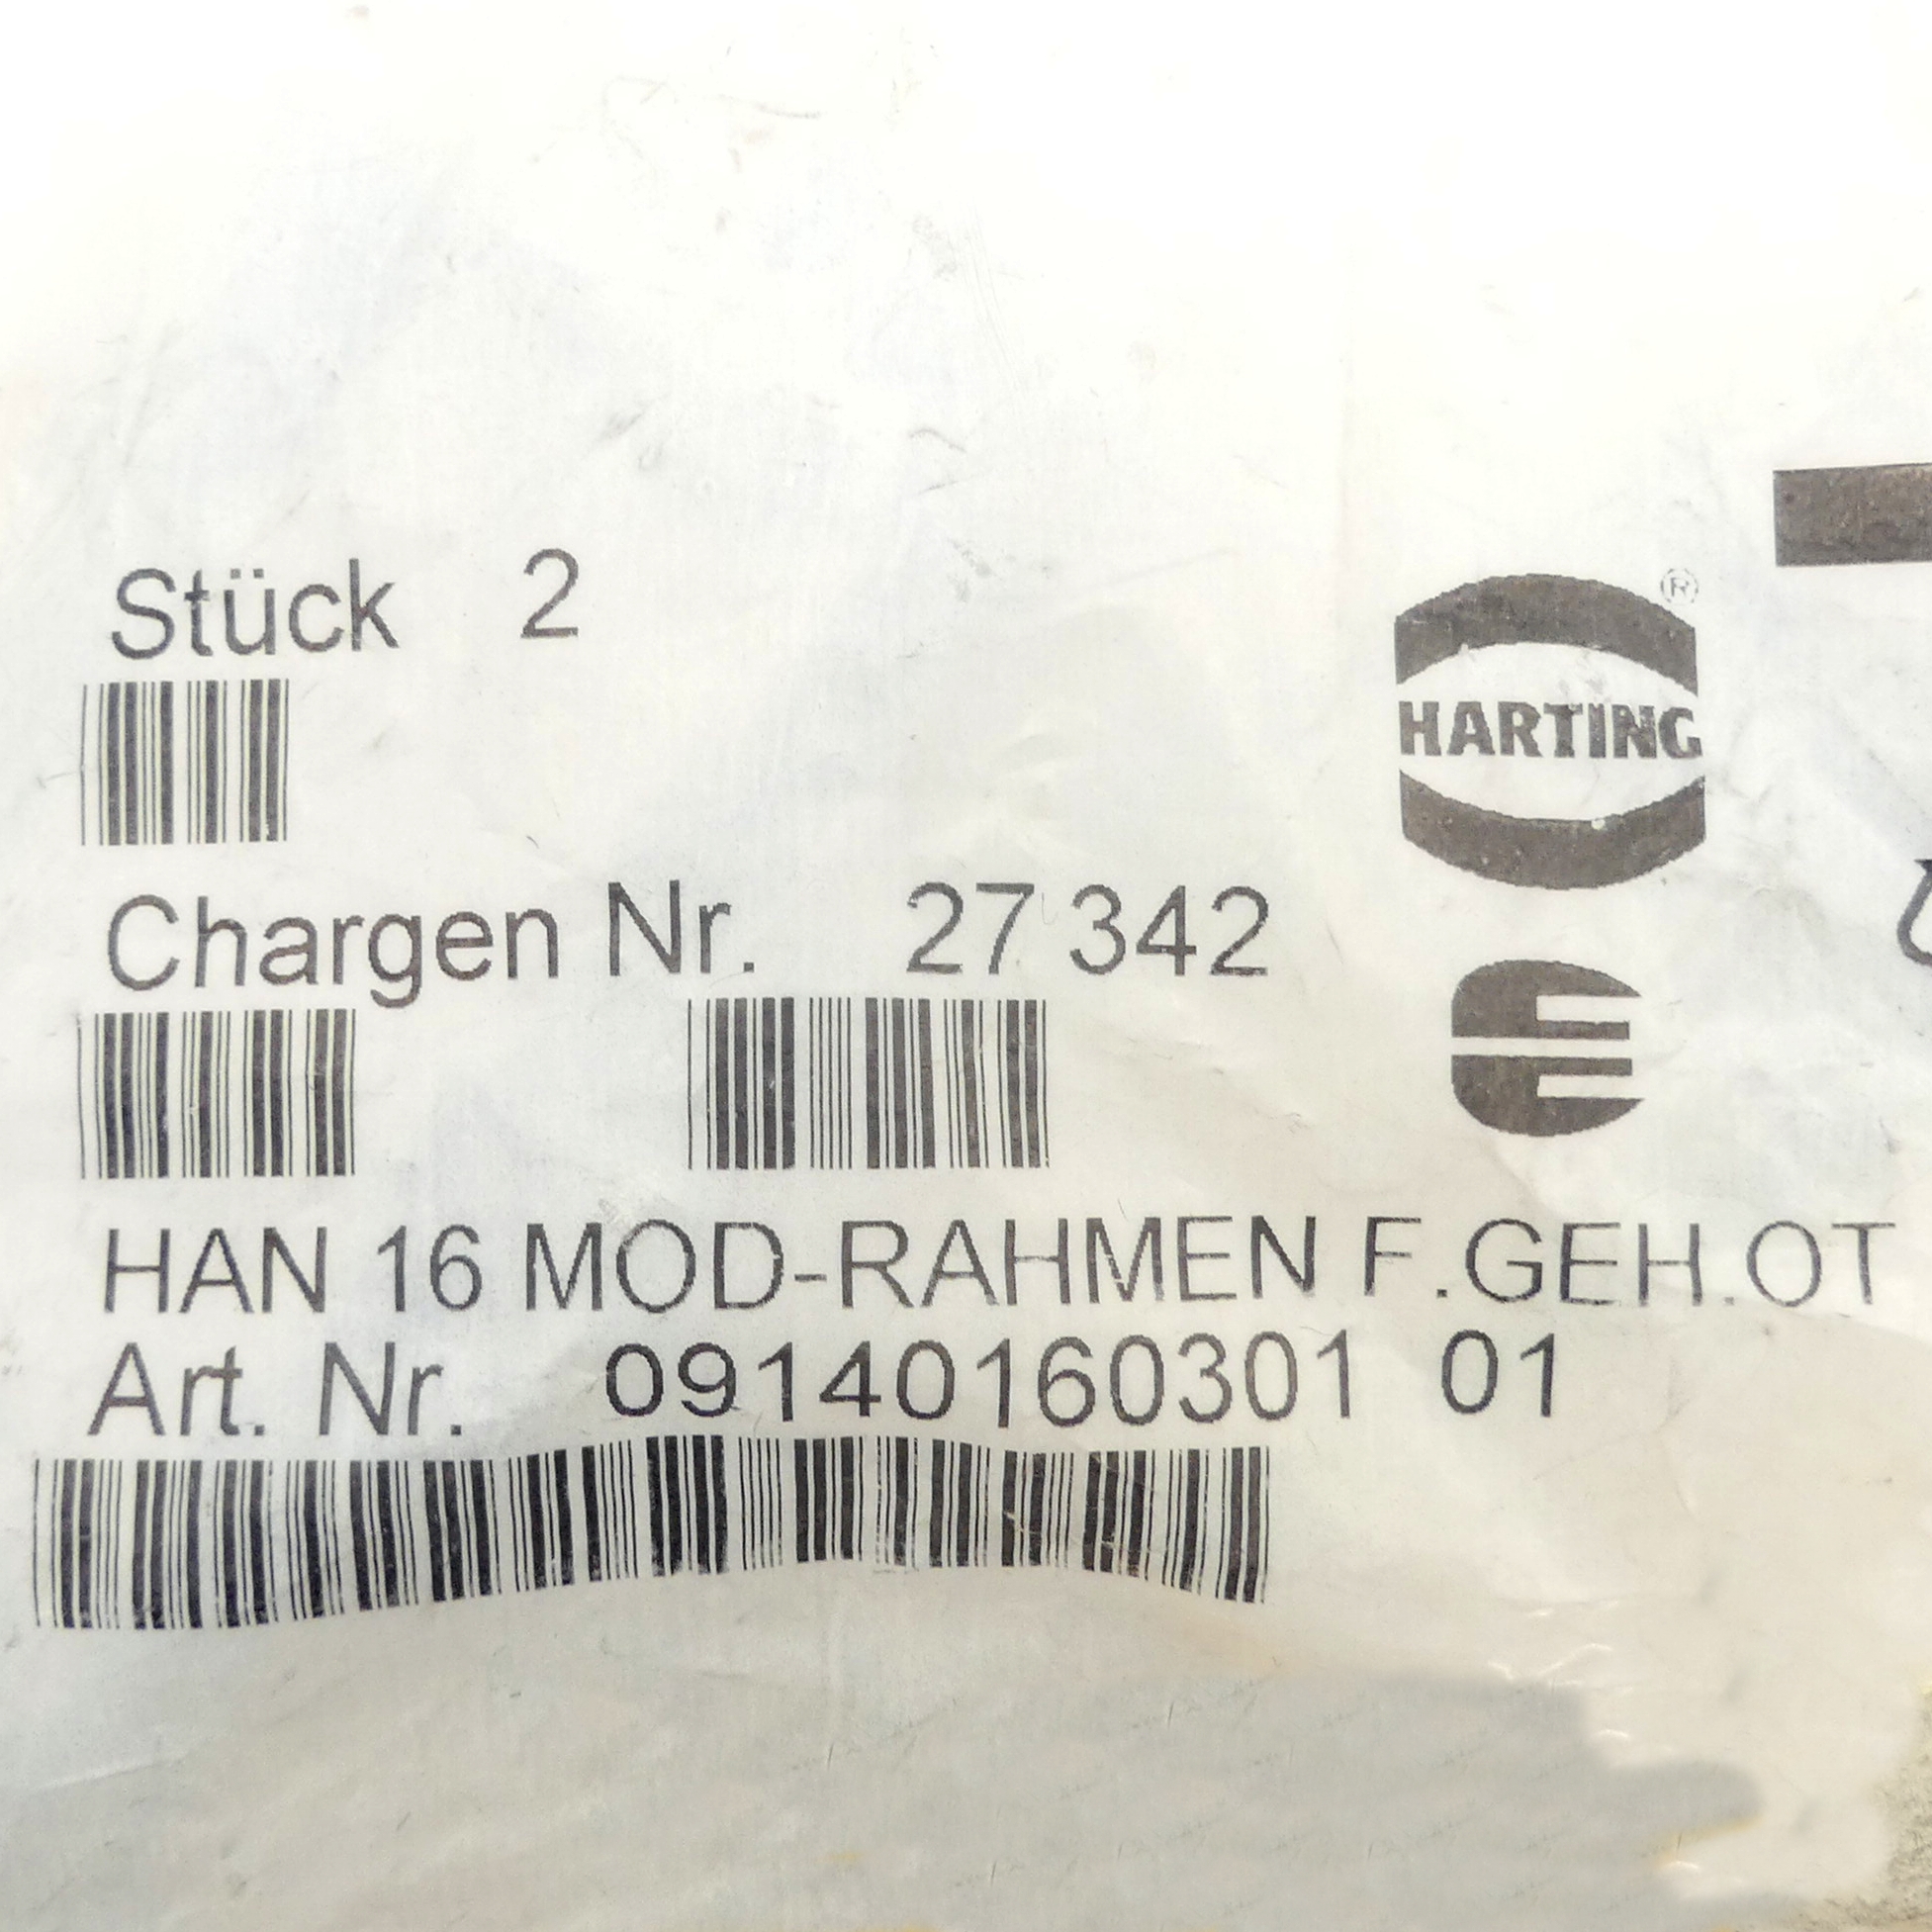 Stück 2
®
HARTING
Chargen Nr. 27 342
HAN 16 MOD-RAHMEN F.GEH.OT
Art. Nr. 09140160301 01